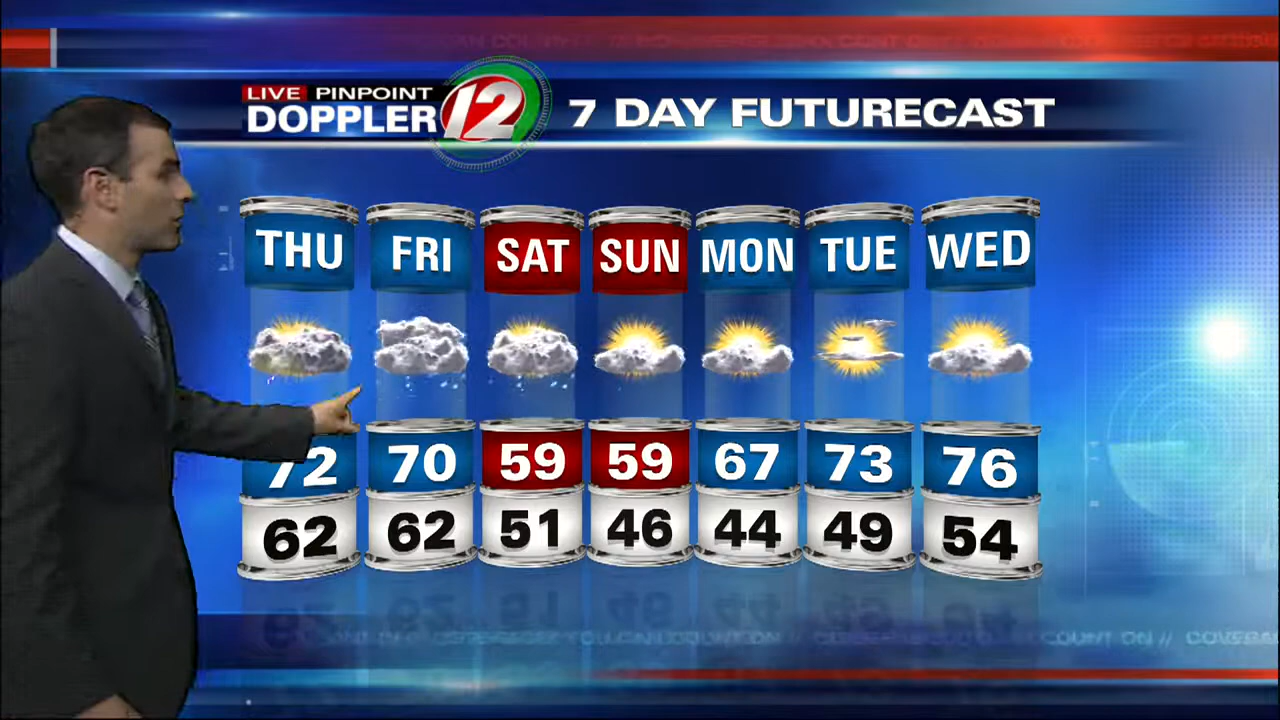 LIVE PINPOINT
DOPPLER 12
7 DAY FUTURECAST
THU FRI SAT SUN MON TUE WED
72 70 59 59 67 73 76
62 62 51 46 44 49 54